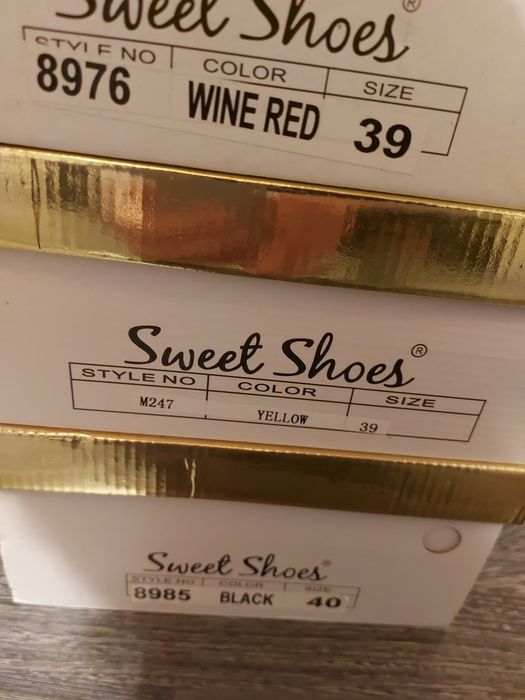 Sweet Shoes®
STYLE NO COLOR SIZE
8976 WINE RED 39
Sweet Shoes®
STYLE NO COLOR SIZE
M247 YELLOW 39
Sweet Shoes®
STYLE NO COLOR SIZE
8985 BLACK 40